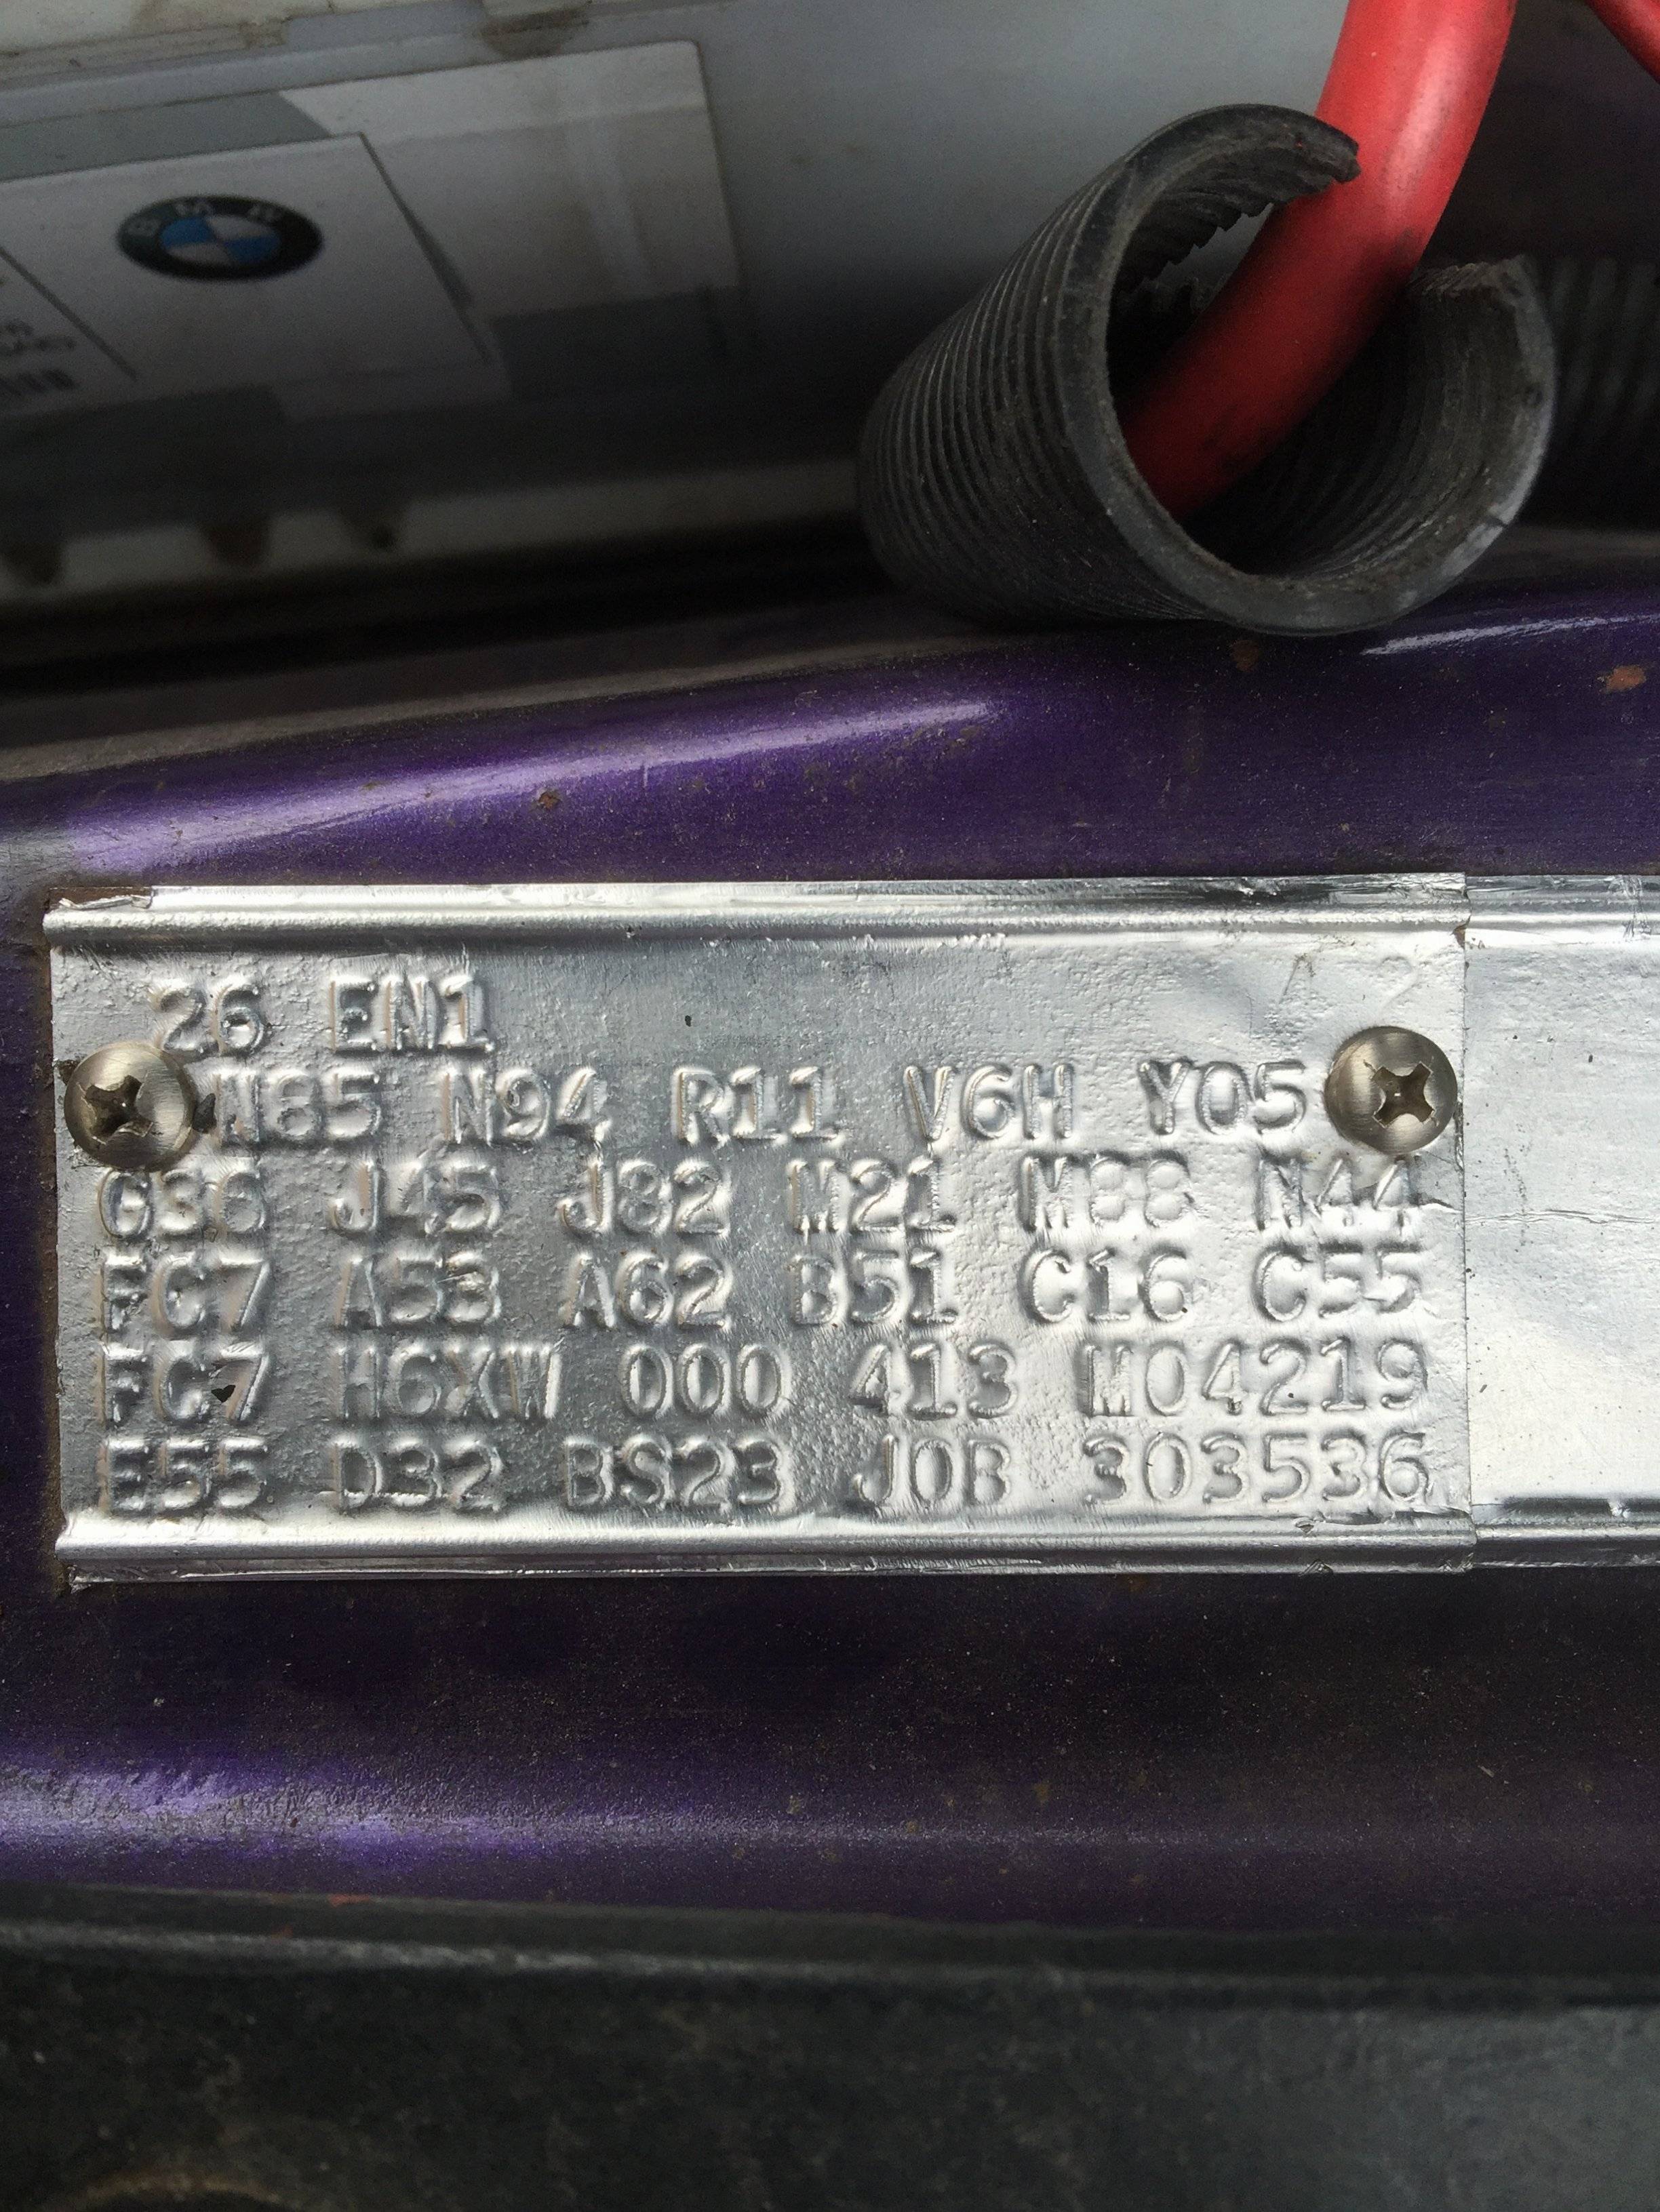 BMW
26 EN1
N85 N94 R11 V6H Y05
G36 J45 J82 M21 M88 N44
FC7 A53 A62 B51 C16 C55
FC7 H6XW 000 413 M04219
E55 D32 BS23 JOB 303536